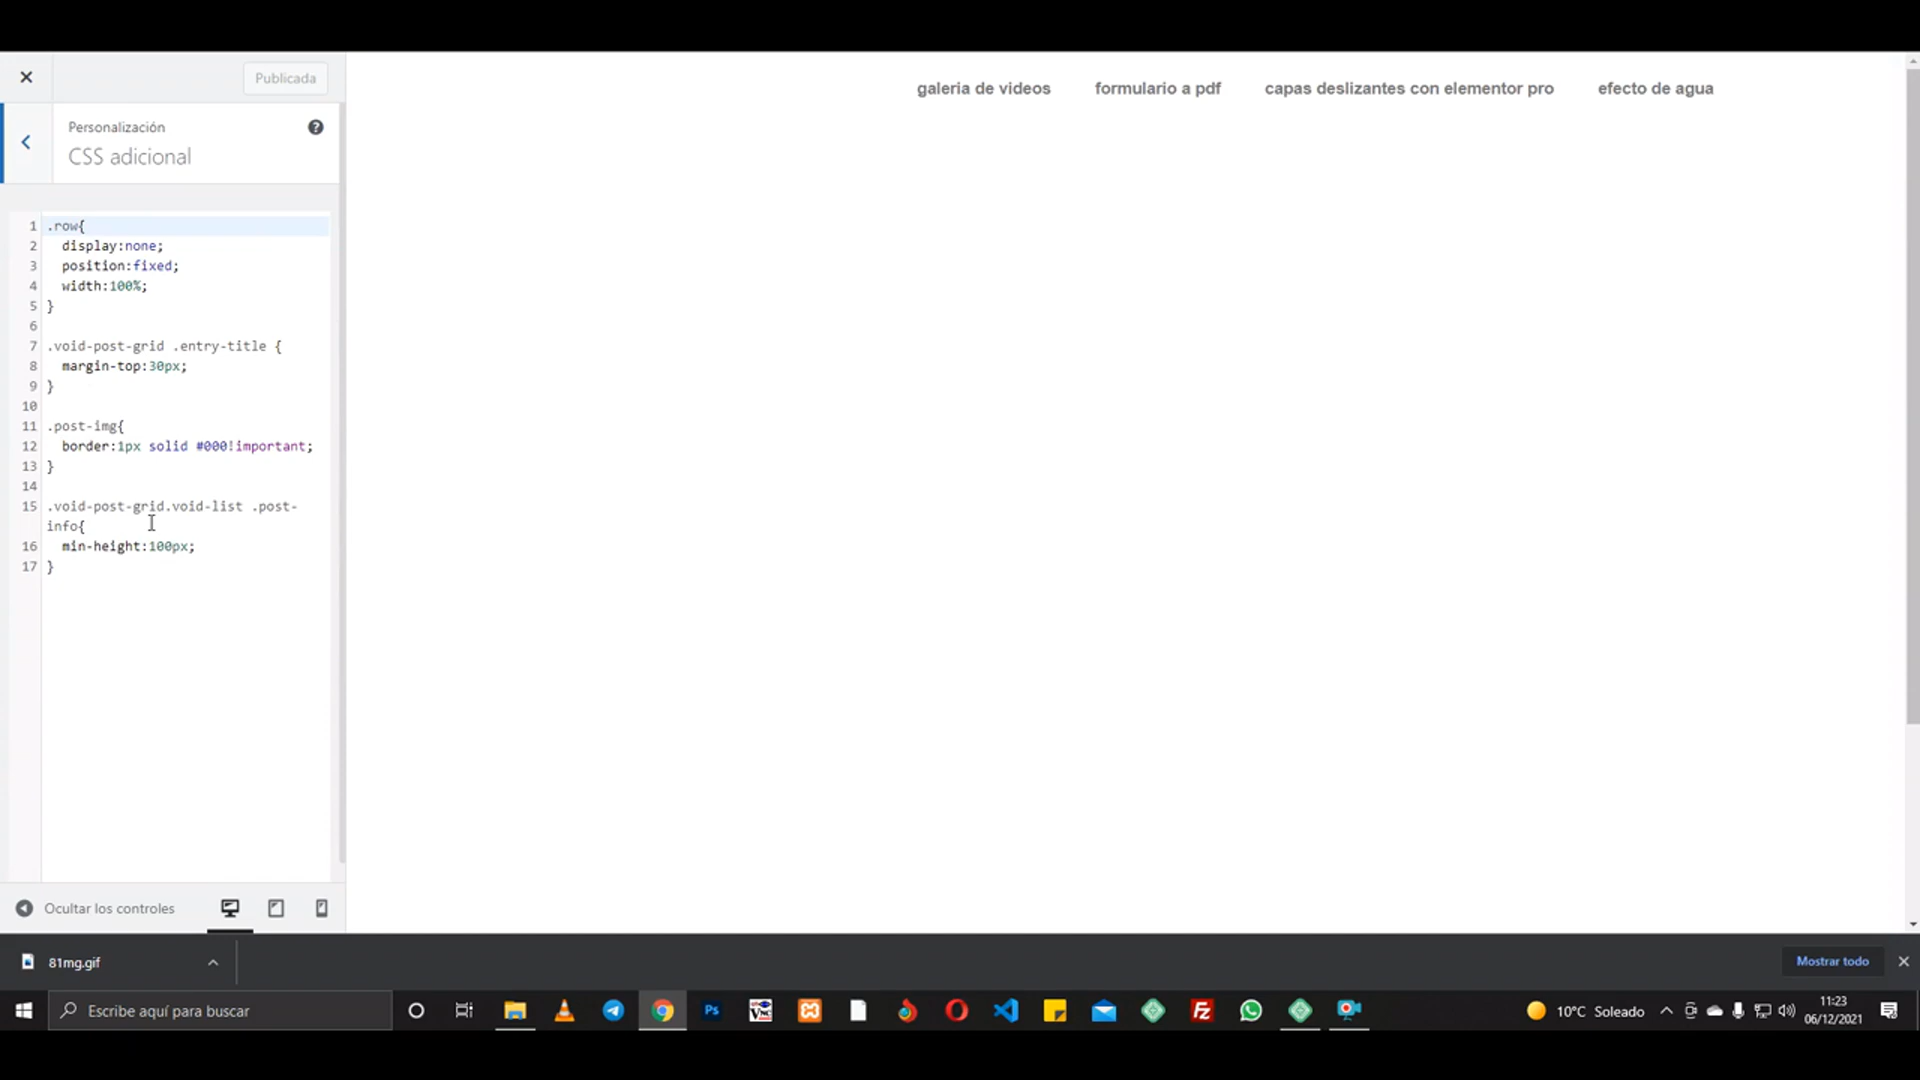 Publicada
galeria de videos formulario a pdf capas deslizantes con elementor pro efecto de agua
Personalización
CSS adicional
1 .row{
2 display:none;
3 position:fixed;
4 width:100%;
5 }
6
7 .void-post-grid .entry-title {
8 margin-top:30px;
9 }
10
11 .post-img{
12 border:1px solid #000!important;
13 }
14
15 .void-post-grid.void-list .post-
info{
16 min-height:100px;
17 }
Ocultar los controles
81mg.gif
Mostrar todo
Escribe aquí para buscar
Ps
VNC
FZ
10°C Soleado
11:23
06/12/2021